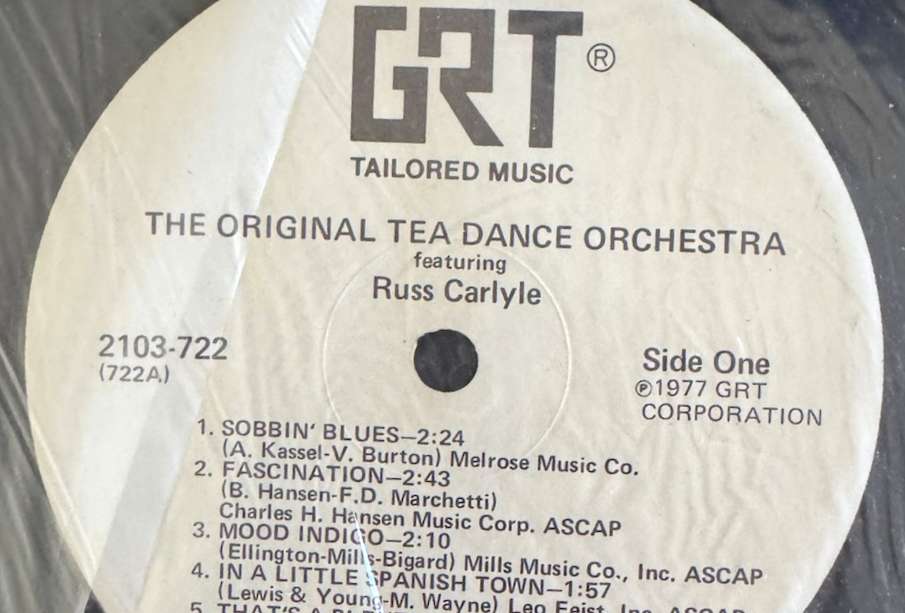 GRT®
TAILORED MUSIC
THE ORIGINAL TEA DANCE ORCHESTRA
featuring
Russ Carlyle
2103-722
(722A)
Side One
℗1977 GRT
CORPORATION
1. SOBBIN' BLUES—2:24
(A. Kassel-V. Burton) Melrose Music Co.
2. FASCINATION—2:43
(B. Hansen-F.D. Marchetti)
Charles H. Hansen Music Corp. ASCAP
3. MOOD INDIGO—2:10
(Ellington-Mills-Bigard) Mills Music Co., Inc. ASCAP
4. IN A LITTLE SPANISH TOWN—1:57
(Lewis & Young-M. Wayne) Leo Feist, Inc. ASCAP
5. THAT'S A